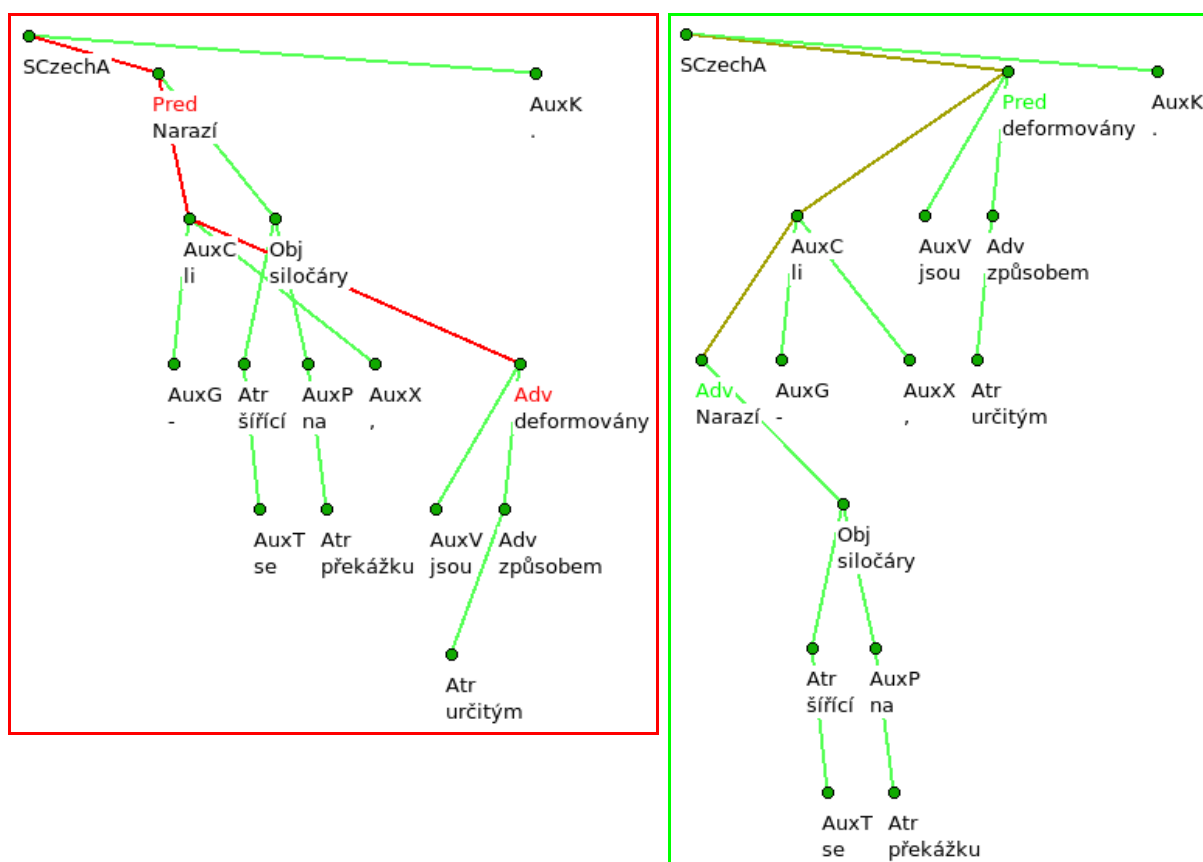 SCzechA
Pred
Narazí
AuxK
.
AuxC
li
Obj
siločáry
AuxG
-
Atr
šířící
AuxP
na
AuxX
,
Adv
deformovány
AuxT
se
Atr
překážku
AuxV
jsou
Adv
způsobem
Atr
určitým
SCzechA
Pred
deformovány
AuxK
.
AuxC
li
AuxV
jsou
Adv
způsobem
Adv
Narazí
AuxG
-
AuxX
,
Atr
určitým
Obj
siločáry
Atr
šířící
AuxP
na
AuxT
se
Atr
překážku